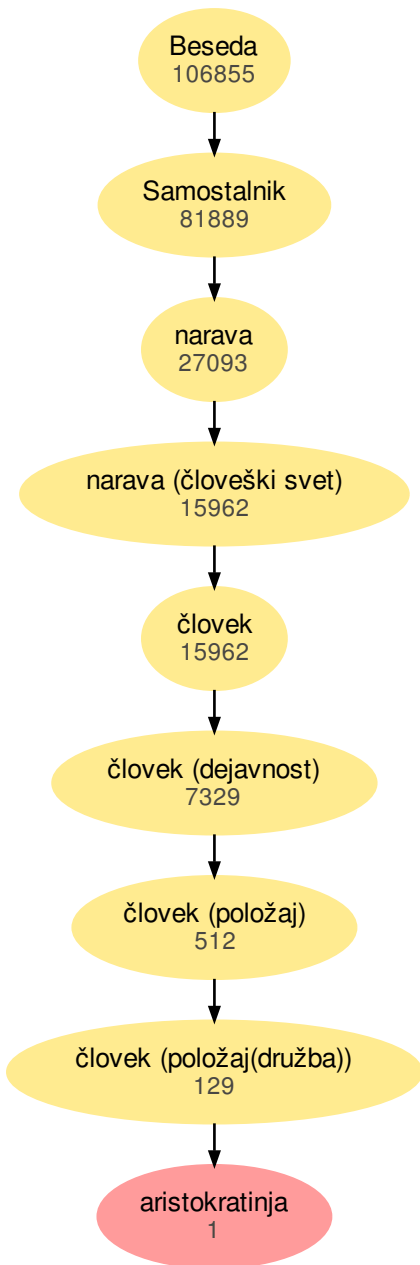 Beseda
106855
Samostalnik
81889
narava
27093
narava (človeški svet)
15962
človek
15962
človek (dejavnost)
7329
človek (položaj)
512
človek (položaj(družba))
129
aristokratinja
1